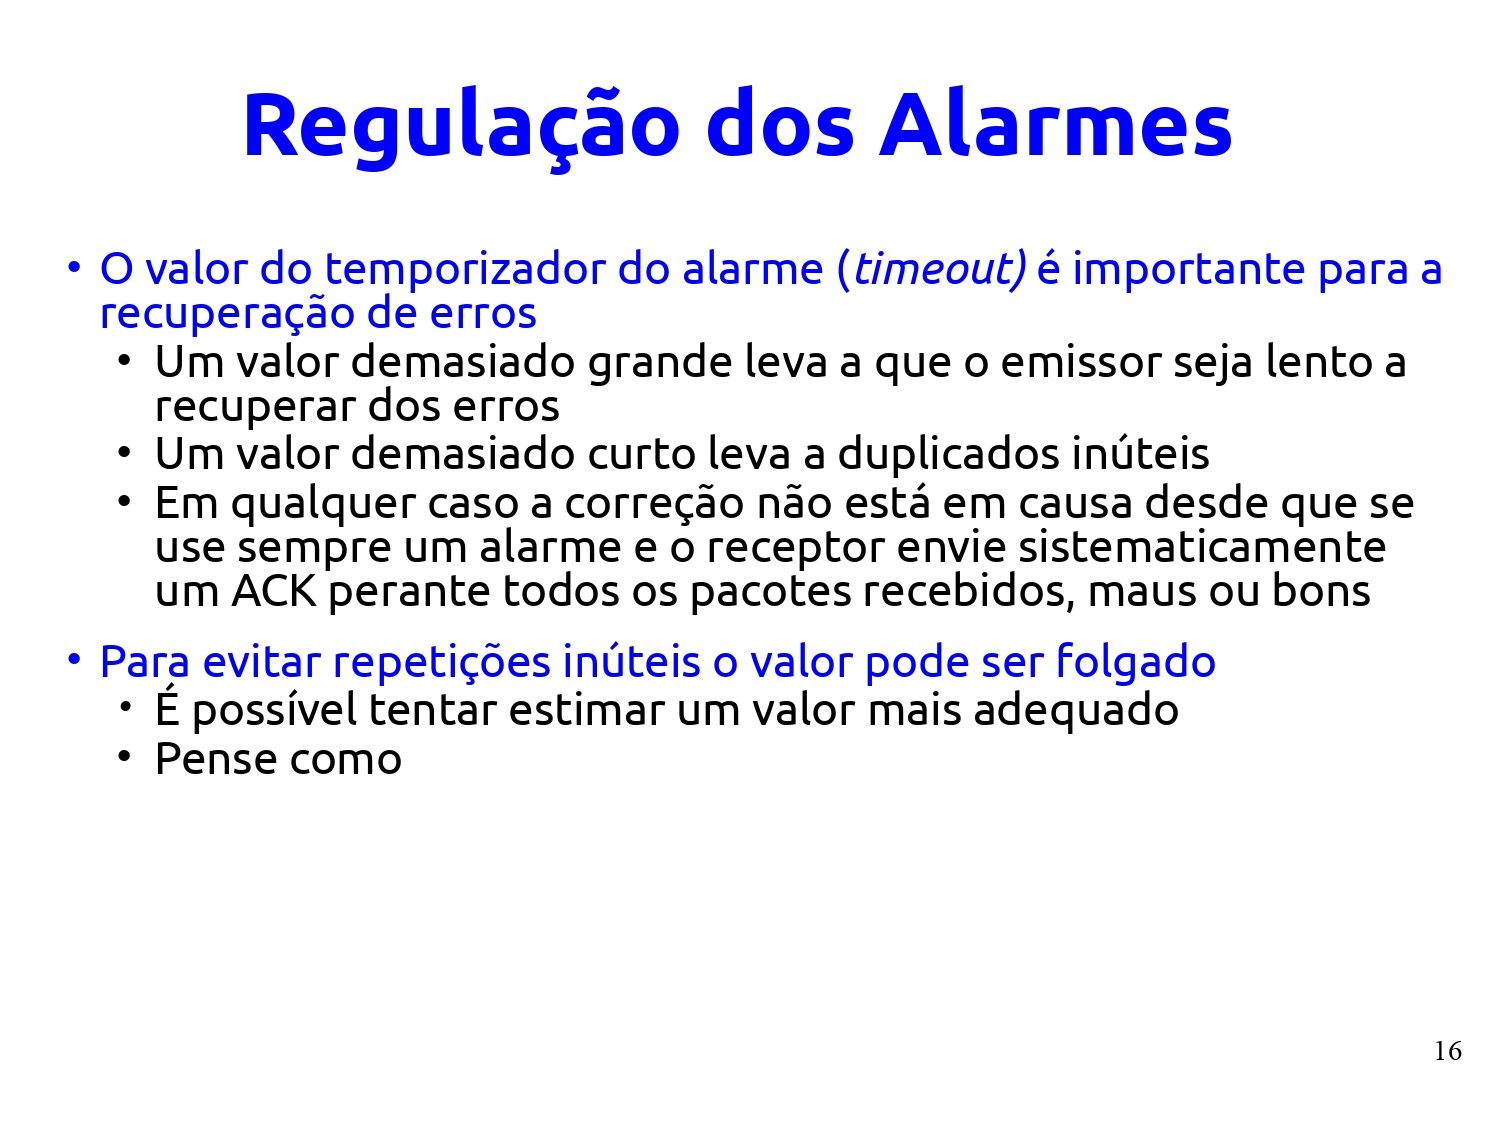 Regulação dos Alarmes
• O valor do temporizador do alarme (timeout) é importante para a
recuperação de erros
• Um valor demasiado grande leva a que o emissor seja lento a
recuperar dos erros
• Um valor demasiado curto leva a duplicados inúteis
• Em qualquer caso a correção não está em causa desde que se
use sempre um alarme e o receptor envie sistematicamente
um ACK perante todos os pacotes recebidos, maus ou bons
• Para evitar repetições inúteis o valor pode ser folgado
• É possível tentar estimar um valor mais adequado
• Pense como
16